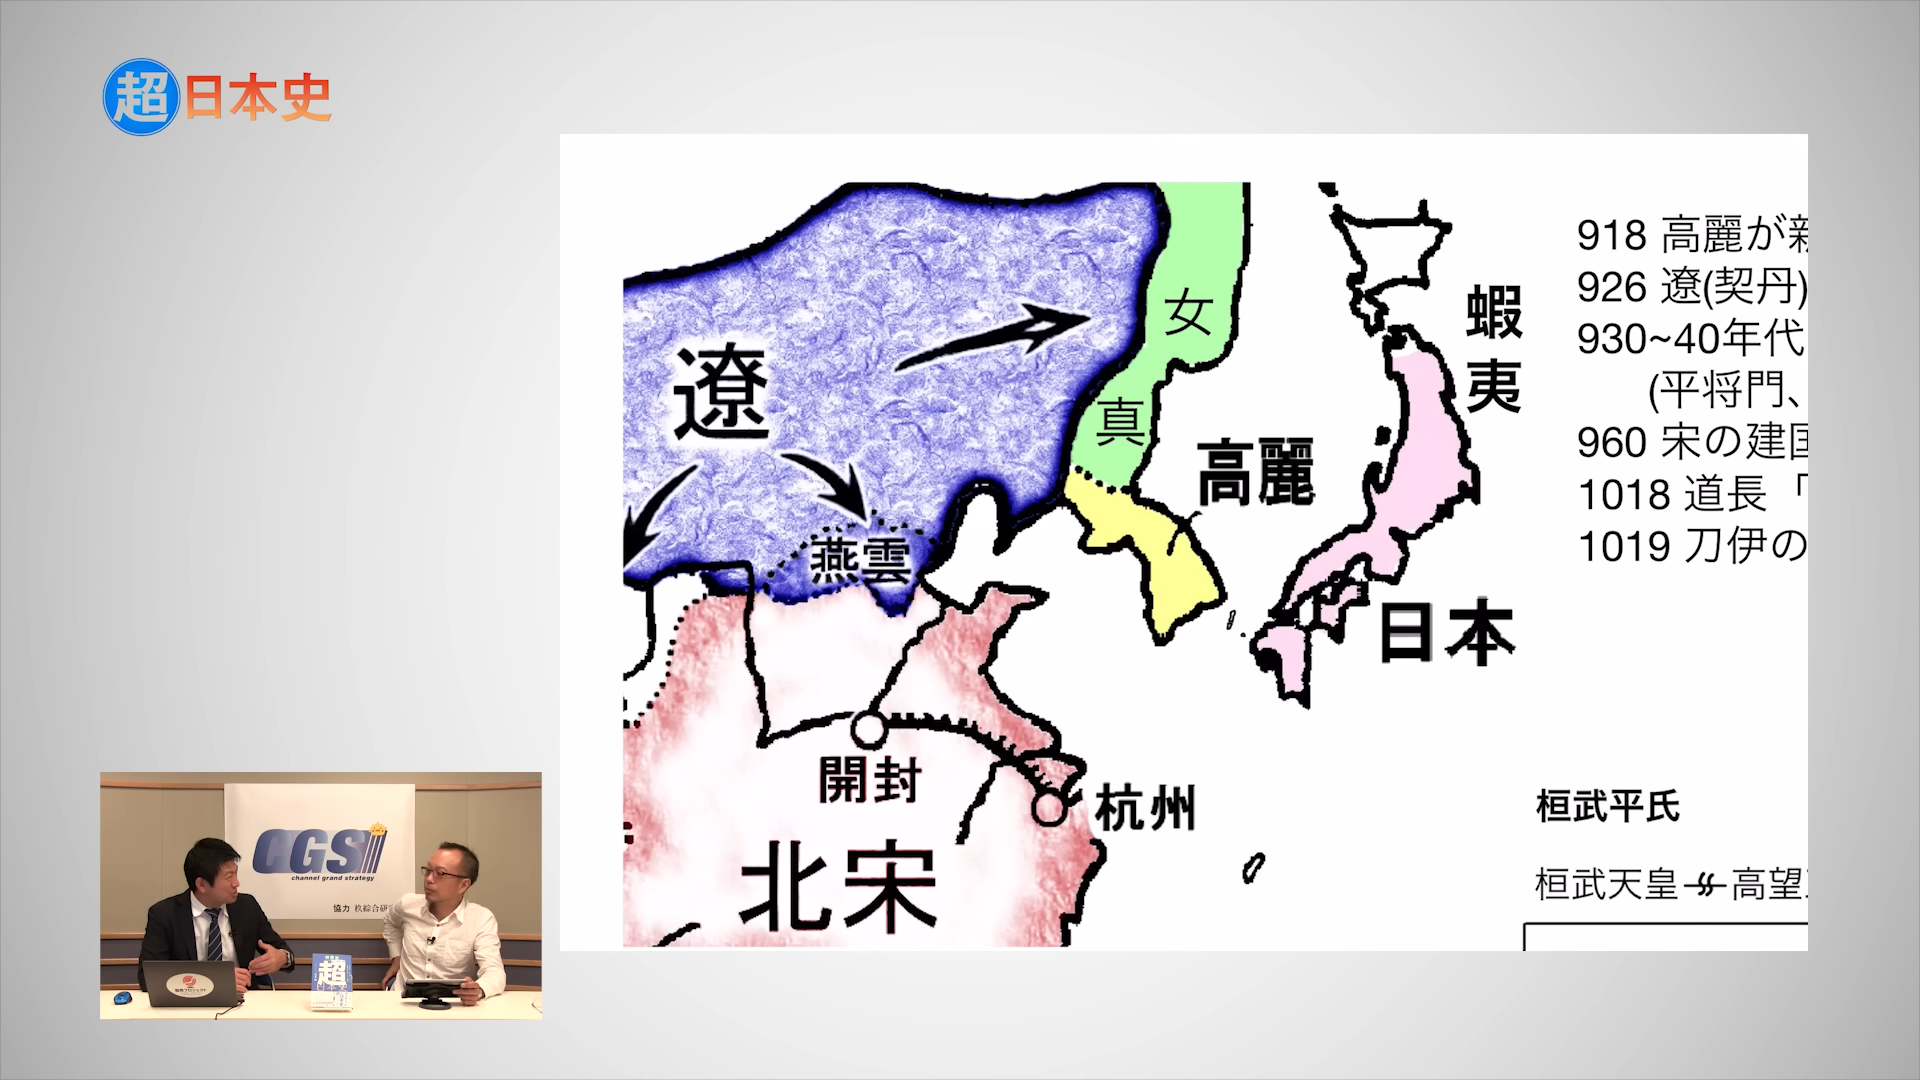 超日本史
918 高麗が新
926 遼(契丹)
930~40年代
(平将門、
960 宋の建国
1018 道長「
1019 刀伊の
女
真
遼
蝦
夷
高麗
燕雲
日本
開封
杭州
北宋
桓武平氏
桓武天皇
高望
CGS
channel grand strategy
協力
超